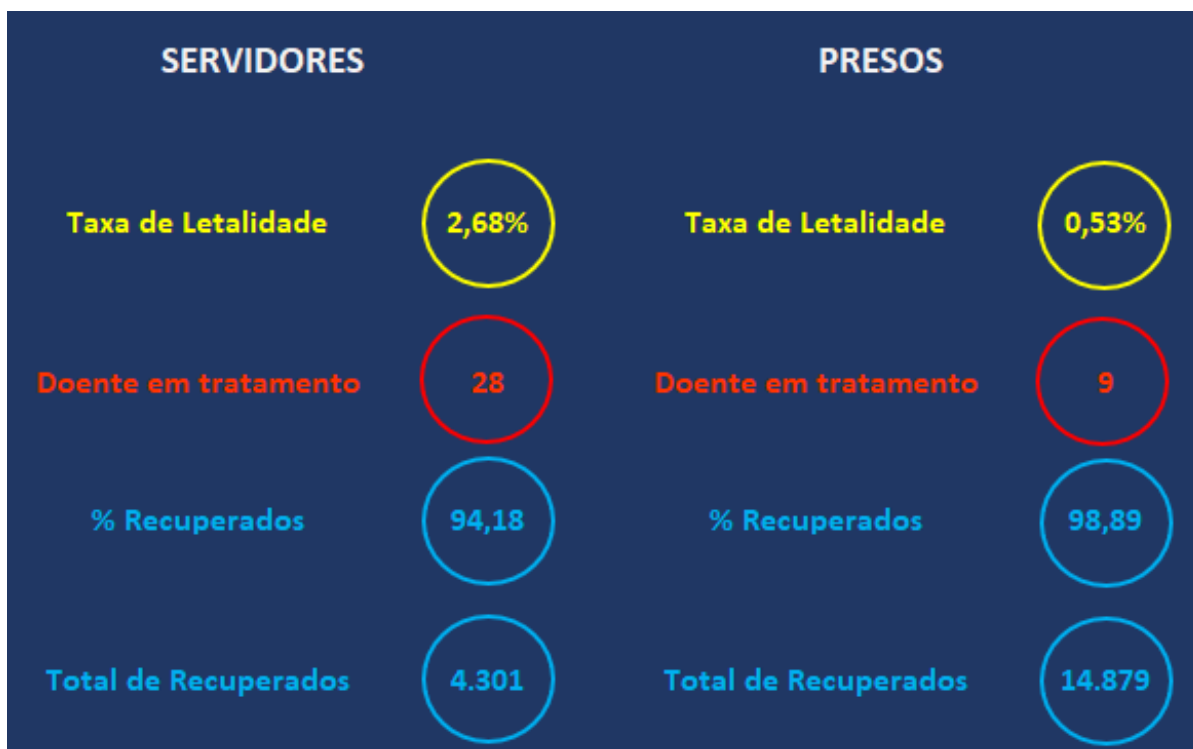 SERVIDORES
PRESOS
Taxa de Letalidade
2,68%
Taxa de Letalidade
0,53%
Doente em tratamento
28
Doente em tratamento
9
% Recuperados
94,18
% Recuperados
98,89
Total de Recuperados
4.301
Total de Recuperados
14.879